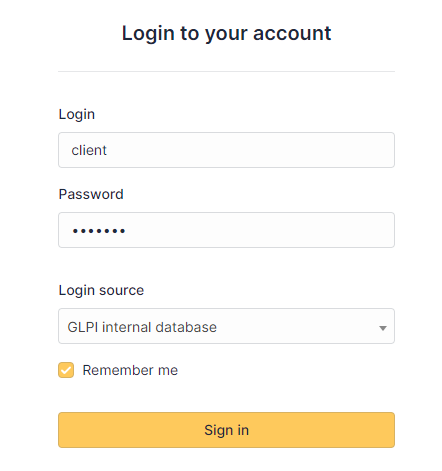 Login to your account
Login
client
Password
•••••••
Login source
GLPI internal database
Remember me
Sign in